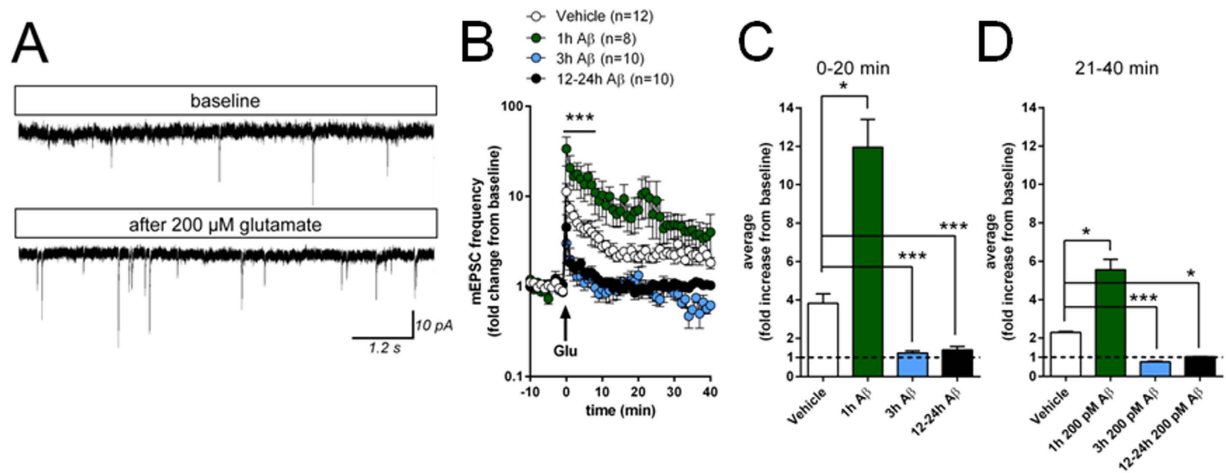 A
baseline
after 200 µM glutamate
10 pA
1.2 s
B
Vehicle (n=12)
1h Aβ (n=8)
3h Aβ (n=10)
12-24h Aβ (n=10)
mEPSC frequency
(fold change from baseline)
100
10
1
0.1
***
Glu
-10
0
10
20
30
40
time (min)
C
0-20 min
average
(fold increase from baseline)
14
12
10
8
6
4
2
1
0
*
***
***
Vehicle
1h Aβ
3h Aβ
12-24h Aβ
D
21-40 min
average
(fold increase from baseline)
14
12
10
8
6
4
2
1
0
*
*
***
Vehicle
1h 200 pM Aβ
3h 200 pM Aβ
12-24h 200 pM Aβ